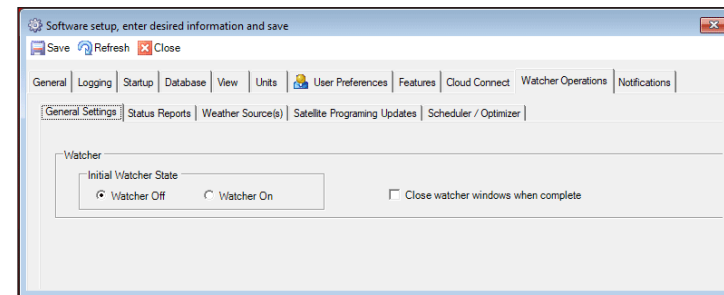 Software setup, enter desired information and save
Save Refresh Close
General Logging Startup Database View Units User Preferences Features Cloud Connect Watcher Operations Notifications
General Settings Status Reports Weather Source(s) Satellite Programing Updates Scheduler / Optimizer
Watcher
Initial Watcher State
Watcher Off Watcher On Close watcher windows when complete